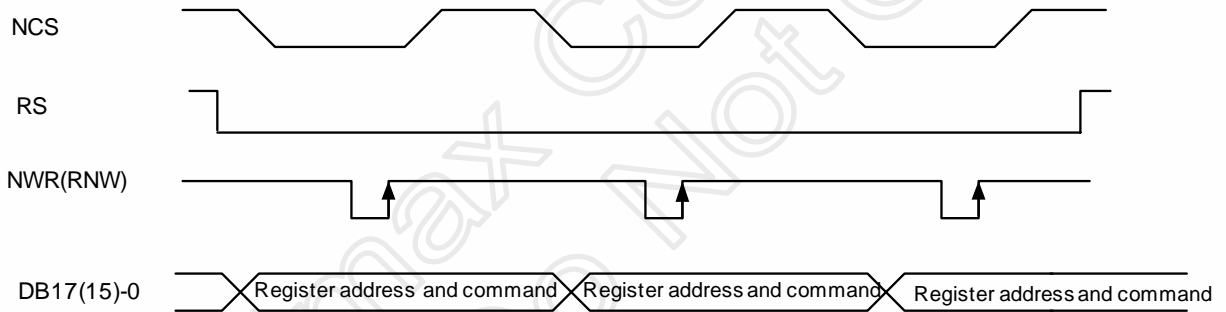 NCS
RS
NWR(RNW)
DB17(15)-0
Register address and command
Register address and command
Register address and command